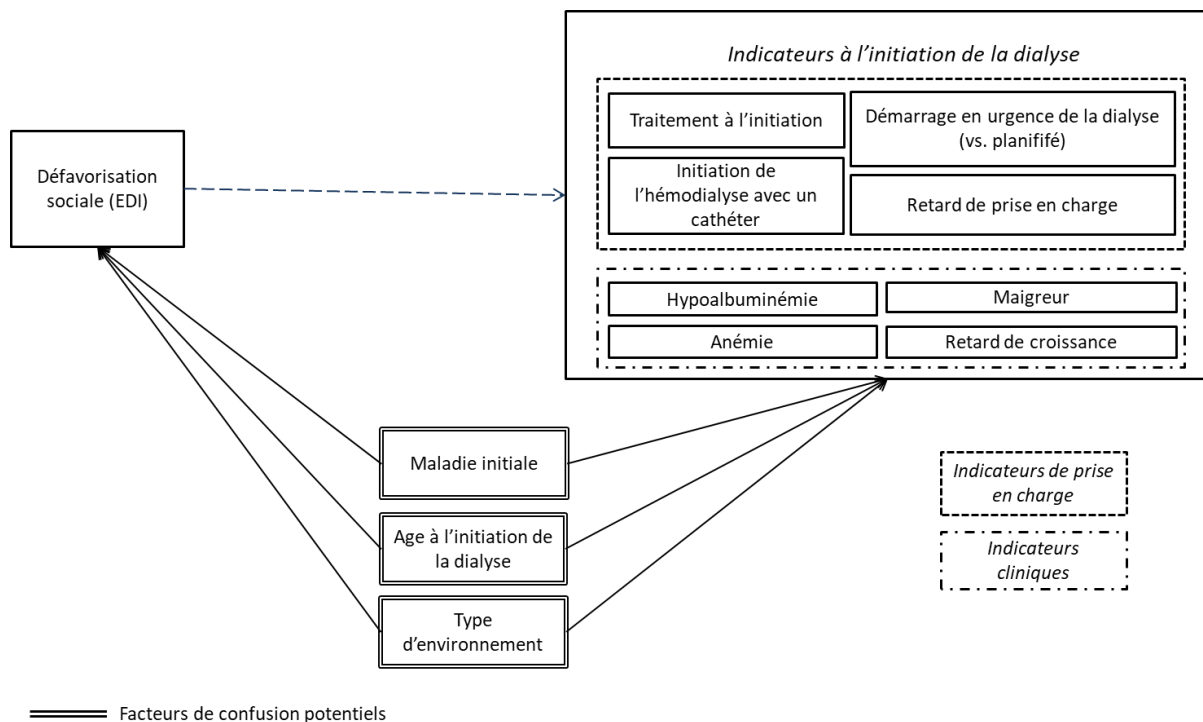 Indicateurs à l'initiation de la dialyse
Traitement à l'initiation
Démarrage en urgence de la dialyse
(vs. planififé)
Initiation de
l'hémodialyse avec un
cathéter
Retard de prise en charge
Hypoalbuminémie
Maigreur
Anémie
Retard de croissance
Défavorisation
sociale (EDI)
Maladie initiale
Age à l'initiation de
la dialyse
Type
d'environnement
Indicateurs de prise
en charge
Indicateurs
cliniques
Facteurs de confusion potentiels